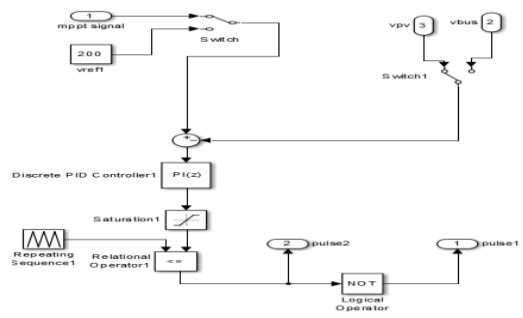 1
mppt signal
200
vref1
Switch
vpv
3
vbus
2
Switch1
+
−
Discrete PID Controller1
PI(z)
Saturation1
Repeating
Sequence1
Relational
Operator1
<=
2
pulse2
NOT
Logical
Operator
1
pulse1